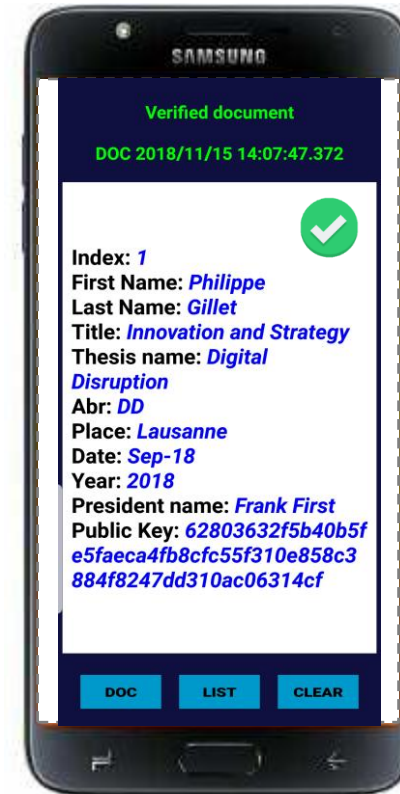 SAMSUNG
Verified document
DOC 2018/11/15 14:07:47.372
Index: 1
First Name: Philippe
Last Name: Gillet
Title: Innovation and Strategy
Thesis name: Digital
Disruption
Abr: DD
Place: Lausanne
Date: Sep-18
Year: 2018
President name: Frank First
Public Key: 62803632f5b40b5f
e5faeca4fb8cfc55f310e858c3
884f8247dd310ac06314cf
DOC LIST CLEAR